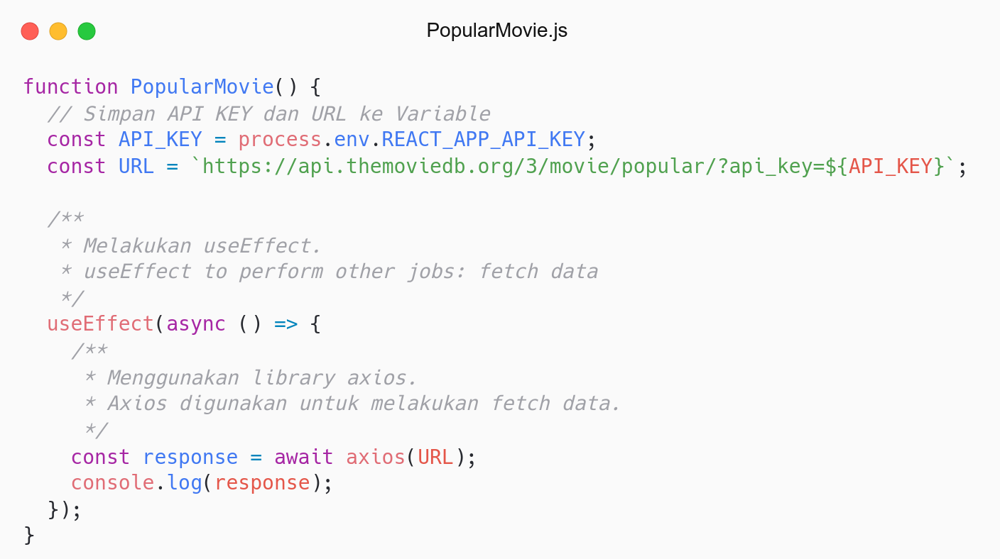 PopularMovie.js
function PopularMovie() {
  // Simpan API KEY dan URL ke Variable
  const API_KEY = process.env.REACT_APP_API_KEY;
  const URL = `https://api.themoviedb.org/3/movie/popular/?api_key=${API_KEY}`;

  /**
   * Melakukan useEffect.
   * useEffect to perform other jobs: fetch data
   */
  useEffect(async () => {
    /**
     * Menggunakan library axios.
     * Axios digunakan untuk melakukan fetch data.
     */
    const response = await axios(URL);
    console.log(response);
  });
}